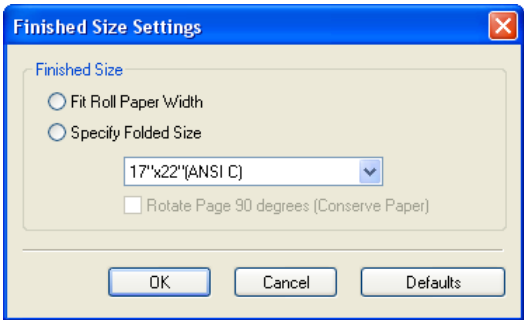 Finished Size Settings
Finished Size
Fit Roll Paper Width
Specify Folded Size
17"x22"(ANSI C)
Rotate Page 90 degrees (Conserve Paper)
OK Cancel Defaults